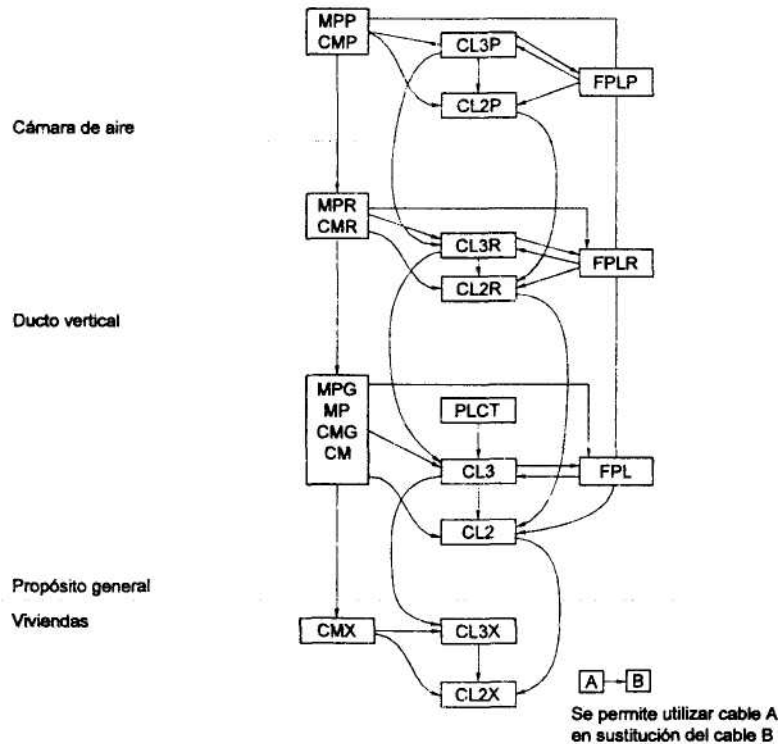 MPP
CMP
CL3P
FPLP
CL2P
Cámara de aire
MPR
CMR
CL3R
FPLR
CL2R
Ducto vertical
MPG
MP
CMG
CM
PLCT
CL3
FPL
CL2
Propósito general
Viviendas
CMX
CL3X
CL2X
A
B
Se permite utilizar cable A
en sustitución del cable B